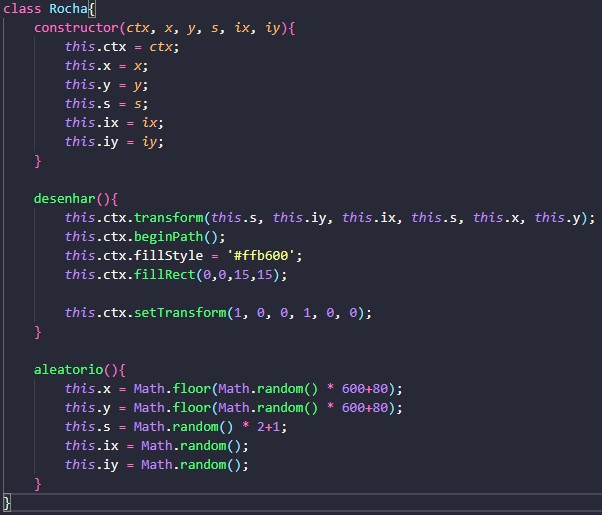 class Rocha{
    constructor(ctx, x, y, s, ix, iy){
        this.ctx = ctx;
        this.x = x;
        this.y = y;
        this.s = s;
        this.ix = ix;
        this.iy = iy;
    }

    desenhar(){
        this.ctx.transform(this.s, this.iy, this.ix, this.s, this.x, this.y);
        this.ctx.beginPath();
        this.ctx.fillStyle = '#ffb600';
        this.ctx.fillRect(0,0,15,15);

        this.ctx.setTransform(1, 0, 0, 1, 0, 0);
    }

    aleatorio(){
        this.x = Math.floor(Math.random() * 600+80);
        this.y = Math.floor(Math.random() * 600+80);
        this.s = Math.random() * 2+1;
        this.ix = Math.random();
        this.iy = Math.random();
    }
}